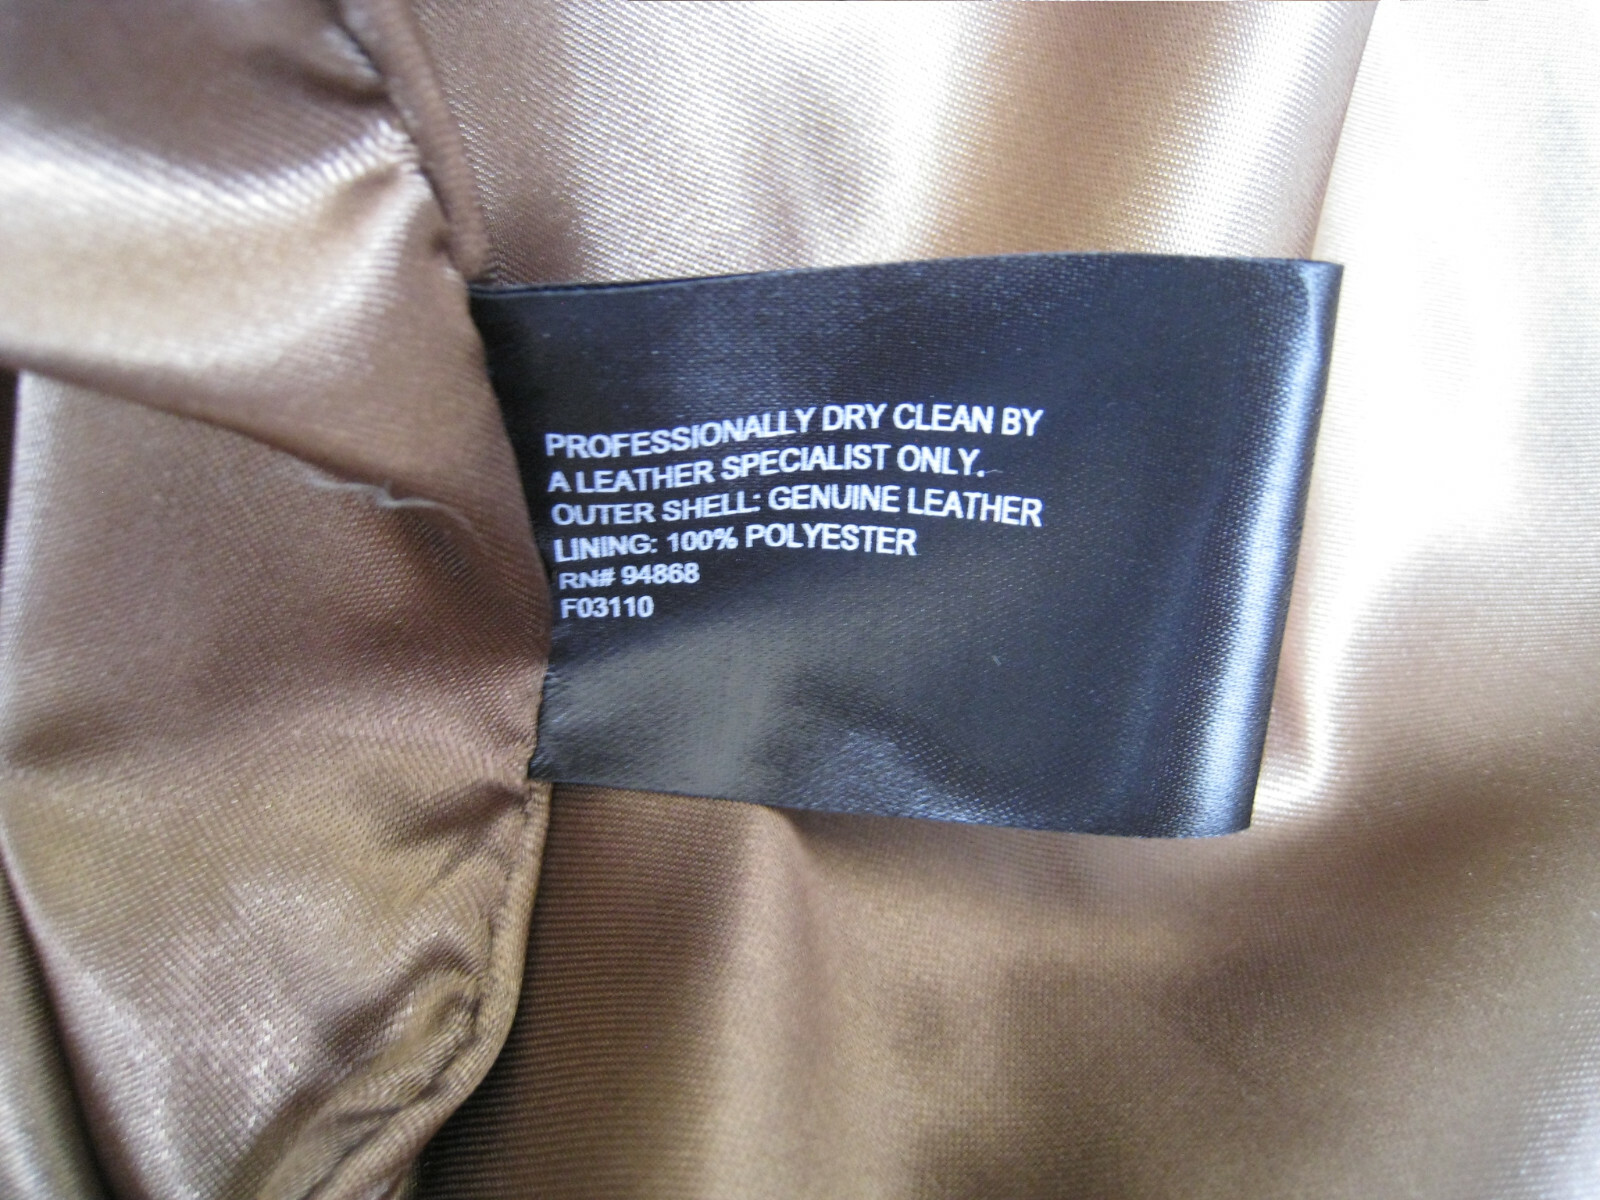 PROFESSIONALLY DRY CLEAN BY
A LEATHER SPECIALIST ONLY.
OUTER SHELL: GENUINE LEATHER
LINING: 100% POLYESTER
RN# 94868
F03110